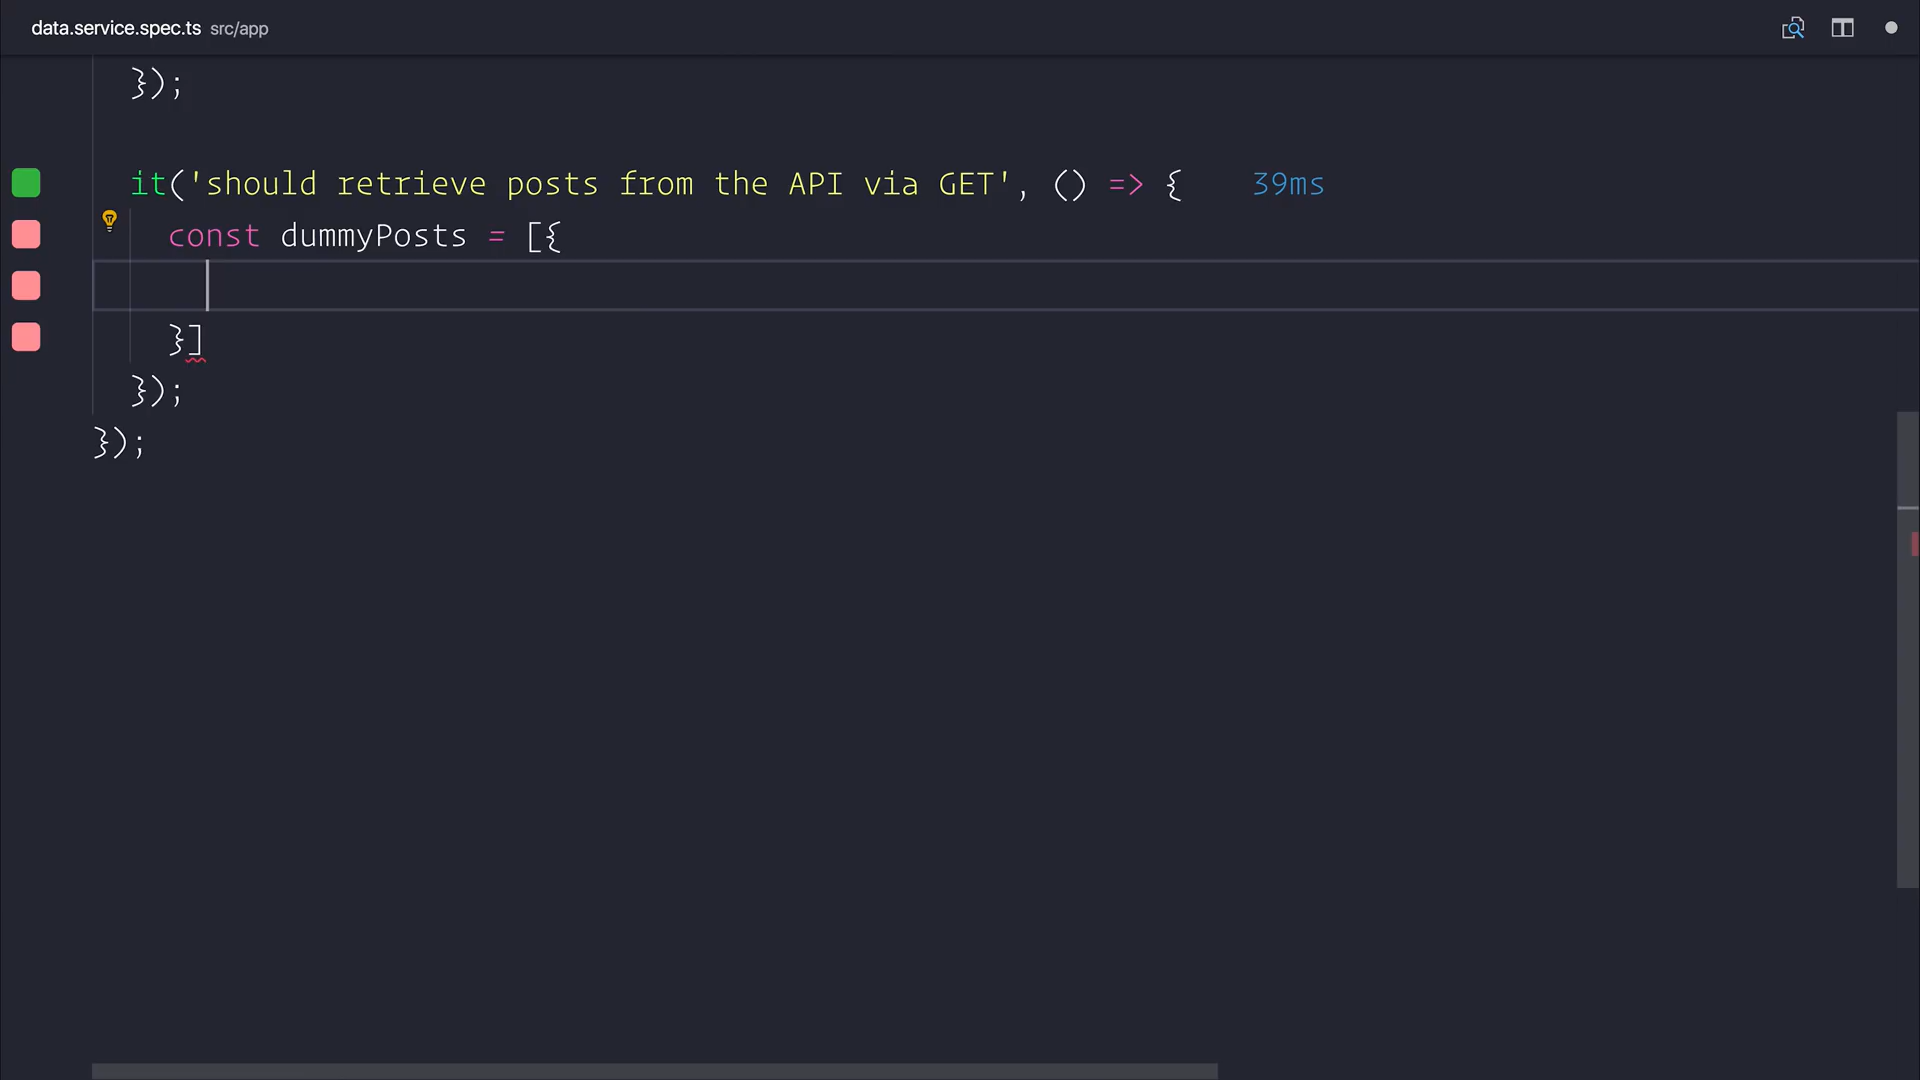 data.service.spec.ts src/app
});
it('should retrieve posts from the API via GET', () => { 39ms
const dummyPosts = [{
}]
});
});